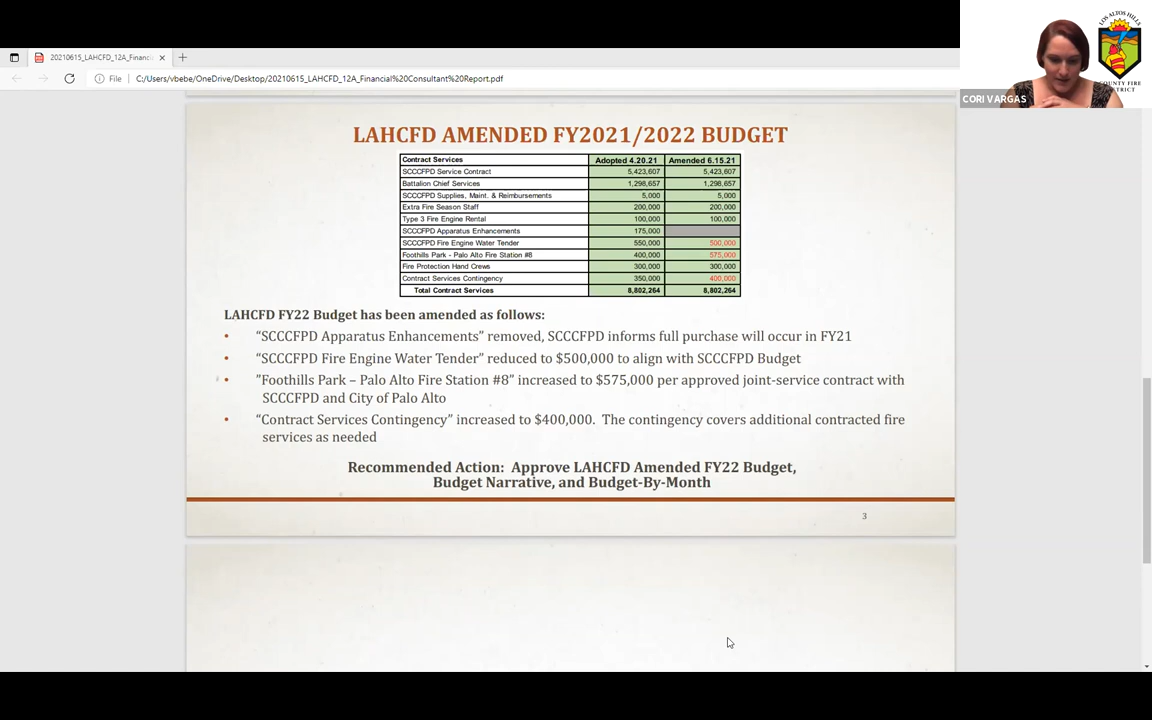 20210615_LAHCFD_12A_Financi
File C:/Users/vbebe/OneDrive/Desktop/20210615_LAHCFD_12A_Financial%20Consultant%20Report.pdf
LOS ALTOS HILLS
COUNTY FIRE
DISTRICT
CORI VARGAS
LAHCFD AMENDED FY2021/2022 BUDGET
Contract Services Adopted 4.20.21 Amended 6.15.21
SCCCFPD Service Contract 5,423,607 5,423,607
Battalion Chief Services 1,298,657 1,298,657
SCCCFPD Supplies, Maint. & Reimbursements 5,000 5,000
Extra Fire Season Staff 200,000 200,000
Type 3 Fire Engine Rental 100,000 100,000
SCCCFPD Apparatus Enhancements 175,000
SCCCFPD Fire Engine Water Tender 550,000 500,000
Foothills Park - Palo Alto Fire Station #8 400,000 575,000
Fire Protection Hand Crews 300,000 300,000
Contract Services Contingency 350,000 400,000
Total Contract Services 8,802,264 8,802,264
LAHCFD FY22 Budget has been amended as follows:
• “SCCCFPD Apparatus Enhancements” removed, SCCCFPD informs full purchase will occur in FY21
• “SCCCFPD Fire Engine Water Tender” reduced to $500,000 to align with SCCCFPD Budget
• ”Foothills Park – Palo Alto Fire Station #8” increased to $575,000 per approved joint-service contract with
SCCCFPD and City of Palo Alto
• “Contract Services Contingency” increased to $400,000. The contingency covers additional contracted fire
services as needed
Recommended Action: Approve LAHCFD Amended FY22 Budget,
Budget Narrative, and Budget-By-Month
3